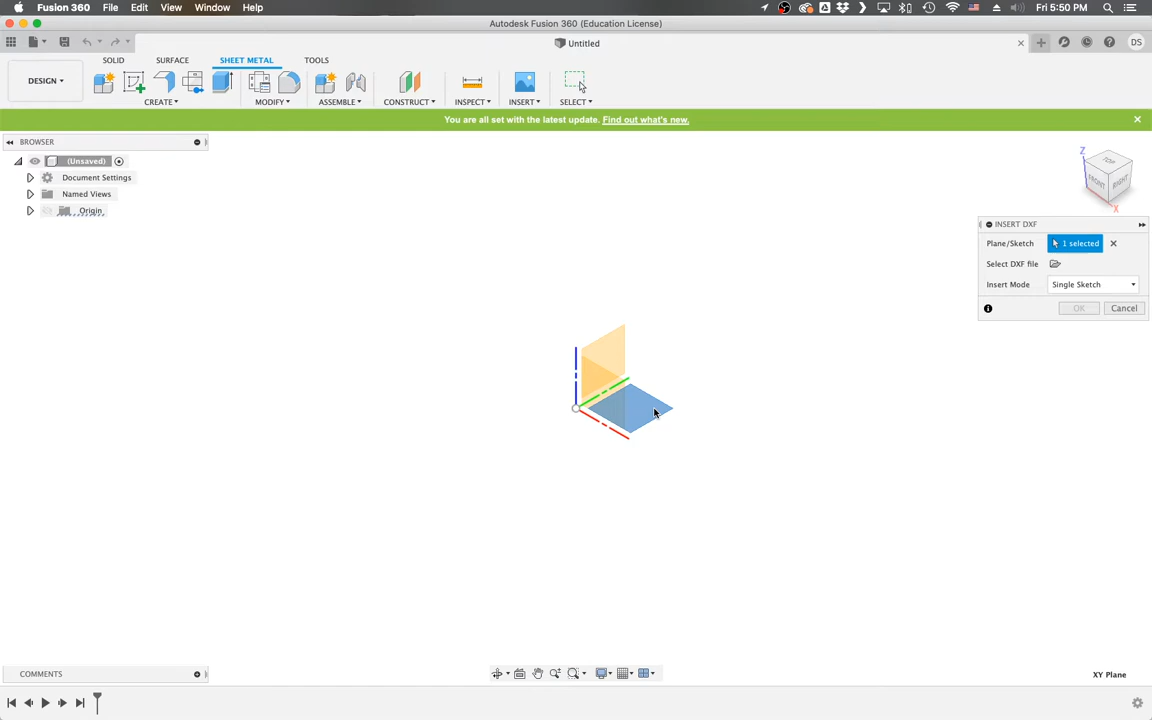 Fusion 360 File Edit View Window Help Fri 5:50 PM
Autodesk Fusion 360 (Education License)
Untitled
DS
DESIGN
SOLID SURFACE SHEET METAL TOOLS
CREATE MODIFY ASSEMBLE CONSTRUCT INSPECT INSERT SELECT
You are all set with the latest update. Find out what's new.
BROWSER
(Unsaved)
Document Settings
Named Views
Origin
Z
TOP
FRONT RIGHT
X
INSERT DXF
Plane/Sketch 1 selected
Select DXF file
Insert Mode Single Sketch
OK Cancel
COMMENTS
XY Plane